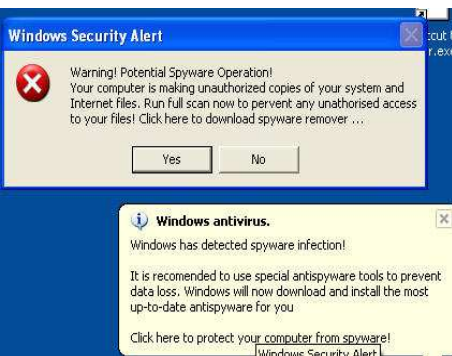 Windows Security Alert
cut t
r.exe
Warning! Potential Spyware Operation!
Your computer is making unauthorized copies of your system and
Internet files. Run full scan now to pervent any unathorised access
to your files! Click here to download spyware remover ...
Yes
No
Windows antivirus.
Windows has detected spyware infection!
It is recomended to use special antispyware tools to prevent
data loss. Windows will now download and install the most
up-to-date antispyware for you
Click here to protect your computer from spyware!
Windows Security Alert